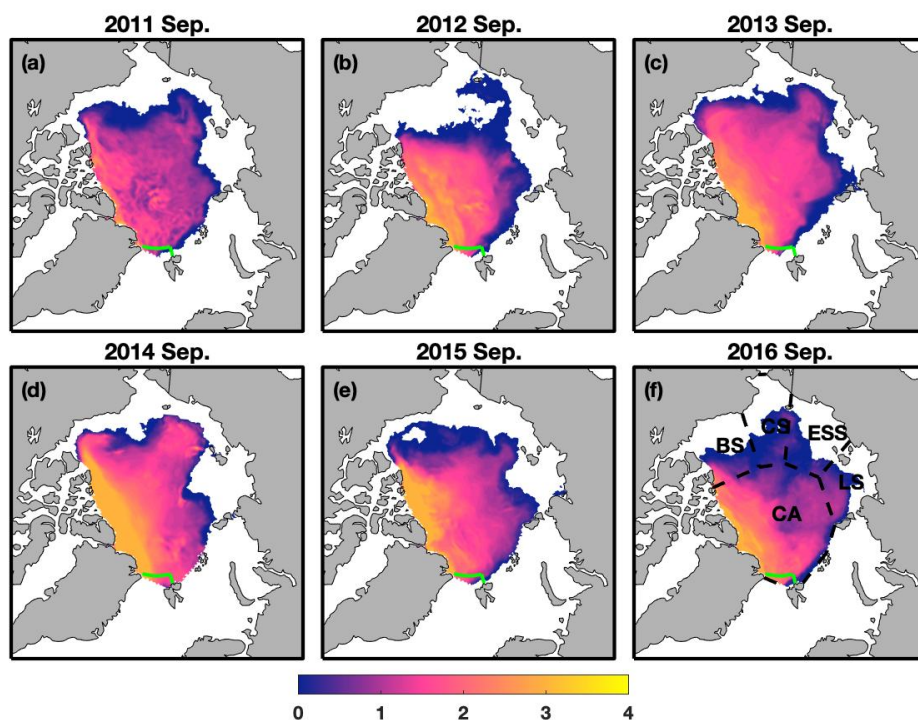 2011 Sep. 2012 Sep. 2013 Sep.
(a) (b) (c)
2014 Sep. 2015 Sep. 2016 Sep.
(d) (e) (f)
BS CS ESS
LS
CA
0 1 2 3 4